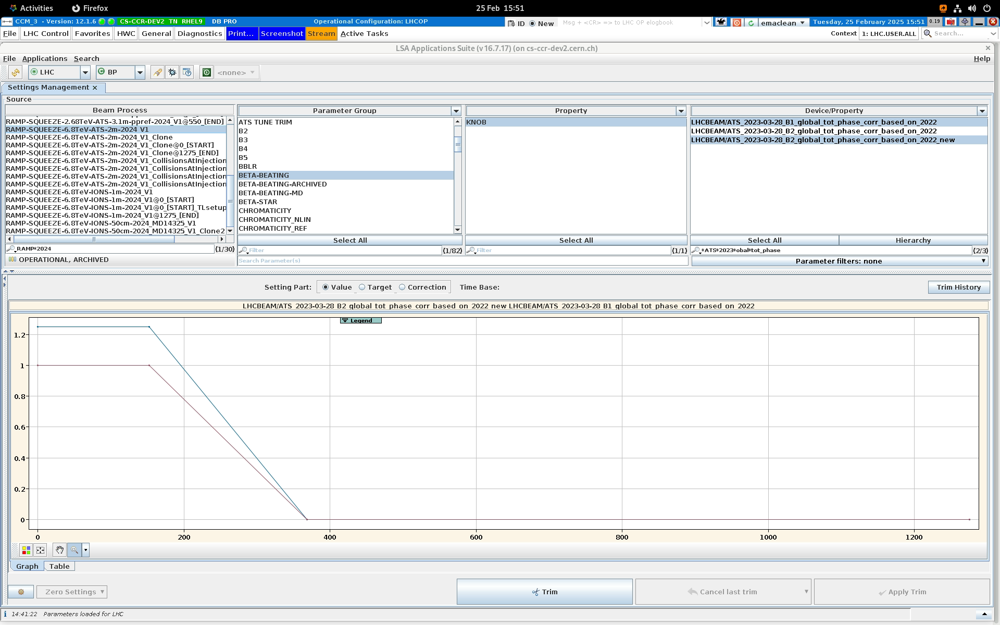 Activities
Firefox
25 Feb 15:51
CCM_3 - Version: 12.1.6
CS-CCR-DEV2 TN RHEL9
DB PRO
Operational Configuration: LHCOP
ID
New
Msg + <CR> => to LHC OP elogbook
emaclean
Tuesday, 25 February 2025 15:51
0.19
File
LHC Control
Favorites
HWC
General
Diagnostics
Print...
Screenshot
Stream
Active Tasks
Context
1: LHC.USER.ALL
Search...
LSA Applications Suite (v 16.7.17) (on cs-ccr-dev2.cern.ch)
File Applications Search
Help
LHC
BP
<none>
Settings Management
Source
Beam Process
RAMP-SQUEEZE-2.68TeV-ATS-3.1m-ppref-2024_V1@550_[END]
RAMP-SQUEEZE-6.8TeV-ATS-2m-2024_V1
RAMP-SQUEEZE-6.8TeV-ATS-2m-2024_V1_Clone
RAMP-SQUEEZE-6.8TeV-ATS-2m-2024_V1_Clone@0_[START]
RAMP-SQUEEZE-6.8TeV-ATS-2m-2024_V1_Clone@1275_[END]
RAMP-SQUEEZE-6.8TeV-ATS-2m-2024_V1_CollisionsAtInjection
RAMP-SQUEEZE-6.8TeV-ATS-2m-2024_V1_CollisionsAtInjection
RAMP-SQUEEZE-6.8TeV-ATS-2m-2024_V1_CollisionsAtInjection
RAMP-SQUEEZE-6.8TeV-ATS-2m-2024_V1_CollisionsAtInjection
RAMP-SQUEEZE-6.8TeV-IONS-1m-2024_V1
RAMP-SQUEEZE-6.8TeV-IONS-1m-2024_V1@0_[START]
RAMP-SQUEEZE-6.8TeV-IONS-1m-2024_V1@0_[START]_TLsetup
RAMP-SQUEEZE-6.8TeV-IONS-1m-2024_V1@1275_[END]
RAMP-SQUEEZE-6.8TeV-IONS-50cm-2024_MD14325_V1
RAMP-SQUEEZE-6.8TeV-IONS-50cm-2024_MD14325_V1_Clone2
RAMP*2024
(1/30)
OPERATIONAL, ARCHIVED
Parameter Group
ATS TUNE TRIM
B2
B3
B4
B5
BBLR
BETA-BEATING
BETA-BEATING-ARCHIVED
BETA-BEATING-MD
BETA-STAR
CHROMATICITY
CHROMATICITY_NLIN
CHROMATICITY_REF
Select All
Filter
(1/82)
Search Parameter(s)
Property
KNOB
Select All
Filter
(1/1)
Device/Property
LHCBEAM/ATS_2023-03-28_B1_global_tot_phase_corr_based_on_2022
LHCBEAM/ATS_2023-03-28_B2_global_tot_phase_corr_based_on_2022
LHCBEAM/ATS_2023-03-28_B2_global_tot_phase_corr_based_on_2022_new
Select All
Hierarchy
*ATS*2023*obal*tot_phase
(2/3)
Parameter filters: none
Setting Part:
Value
Target
Correction
Time Base:
Trim History
LHCBEAM/ATS 2023-03-28 B2 global tot phase corr based on 2022 new LHCBEAM/ATS 2023-03-28 B1 global tot phase corr based on 2022
Legend
1.2
1
0.8
0.6
0.4
0.2
0
0 200 400 600 800 1000 1200
Graph
Table
Zero Settings
Trim
Cancel last trim
Apply Trim
14:41:22 Parameters loaded for LHC